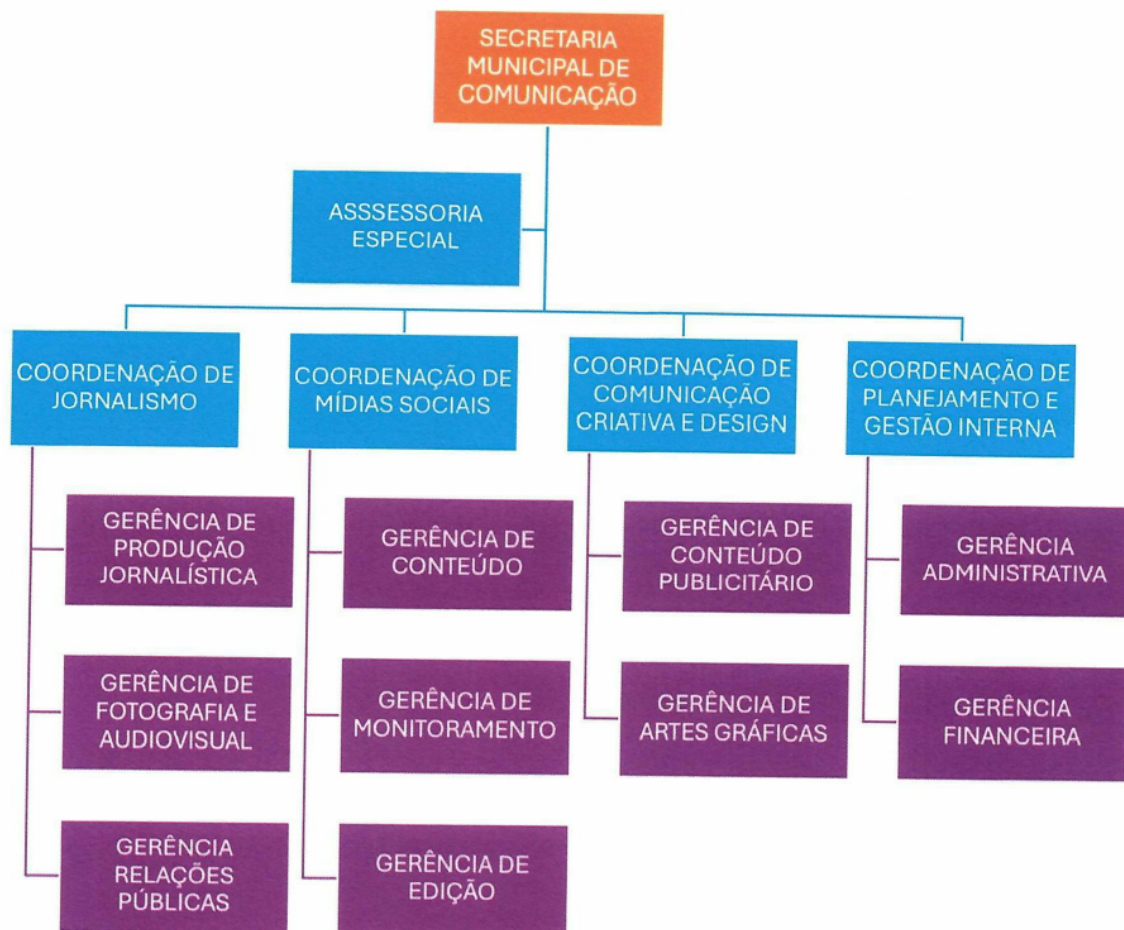 SECRETARIA
MUNICIPAL DE
COMUNICAÇÃO
ASSSESSORIA
ESPECIAL
COORDENAÇÃO DE
JORNALISMO
COORDENAÇÃO DE
MÍDIAS SOCIAIS
COORDENAÇÃO DE
COMUNICAÇÃO
CRIATIVA E DESIGN
COORDENAÇÃO DE
PLANEJAMENTO E
GESTÃO INTERNA
GERÊNCIA DE
PRODUÇÃO
JORNALÍSTICA
GERÊNCIA DE
CONTEÚDO
GERÊNCIA DE
CONTEÚDO
PUBLICITÁRIO
GERÊNCIA
ADMINISTRATIVA
GERÊNCIA DE
FOTOGRAFIA E
AUDIOVISUAL
GERÊNCIA DE
MONITORAMENTO
GERÊNCIA DE
ARTES GRÁFICAS
GERÊNCIA
FINANCEIRA
GERÊNCIA
RELAÇÕES
PÚBLICAS
GERÊNCIA DE
EDIÇÃO